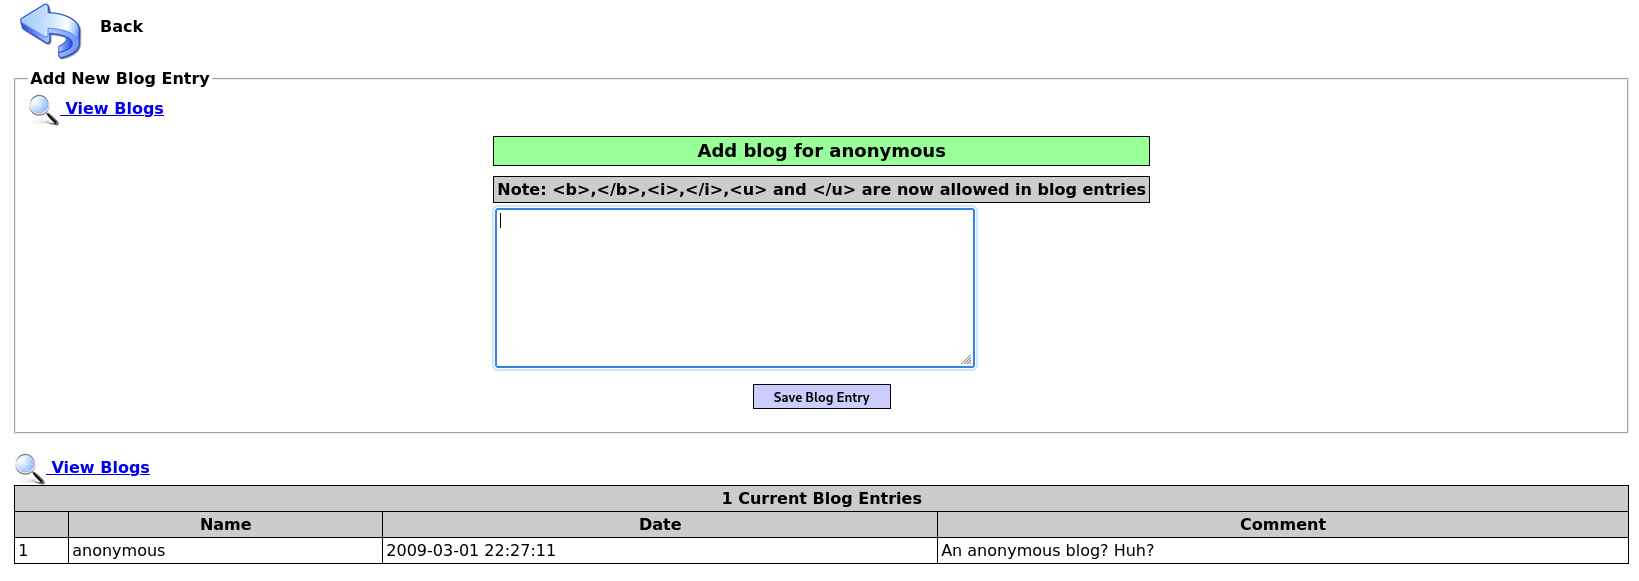 Back
Add New Blog Entry
View Blogs
Add blog for anonymous
Note: <b>,</b>,<i>,</i>,<u> and </u> are now allowed in blog entries
Save Blog Entry
View Blogs
1 Current Blog Entries
Name Date Comment
1 anonymous 2009-03-01 22:27:11 An anonymous blog? Huh?